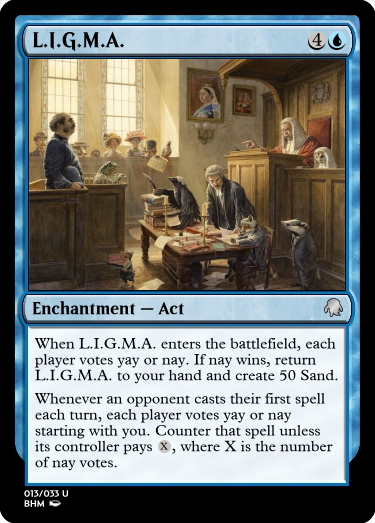 L.I.G.M.A. 4
Enchantment — Act
When L.I.G.M.A. enters the battlefield, each
player votes yay or nay. If nay wins, return
L.I.G.M.A. to your hand and create 50 Sand.
Whenever an opponent casts their first spell
each turn, each player votes yay or nay
starting with you. Counter that spell unless
its controller pays X, where X is the number
of nay votes.
013/033 U
BHM